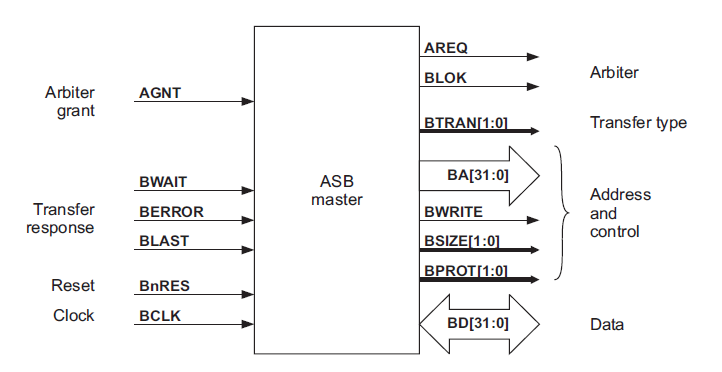 AREQ
BLOK
Arbiter
Arbiter
grant
AGNT
BTRAN[1:0]
Transfer type
BA[31:0]
BWAIT
Transfer
response
BERROR
BLAST
ASB
master
BWRITE
BSIZE[1:0]
BPROT[1:0]
Address
and
control
Reset
BnRES
Clock
BCLK
BD[31:0]
Data